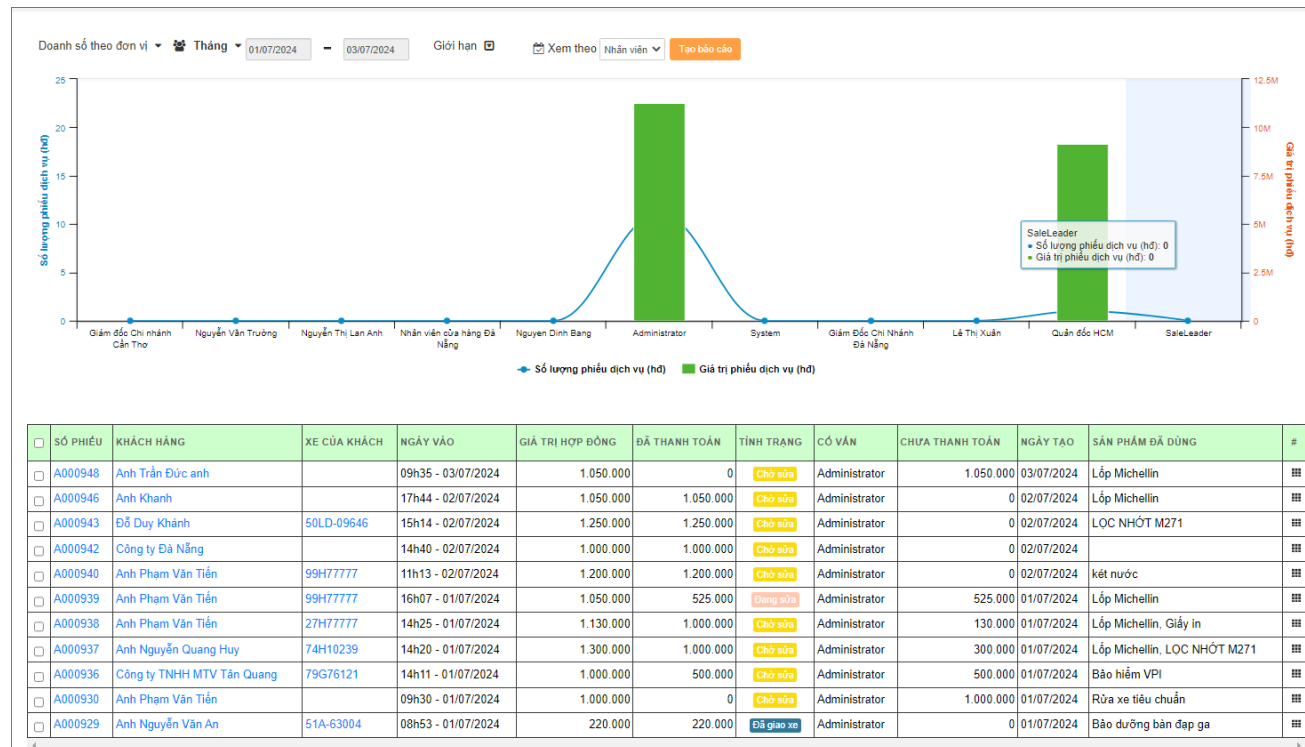 Doanh số theo đơn vị Tháng 01/07/2024 – 03/07/2024 Giới hạn Xem theo Nhân viên Tạo báo cáo
25 12.5M
20 10M
15 7.5M
10 5M
5 2.5M
0 0
Số lượng phiếu dịch vụ (hđ)
Giá trị phiếu dịch vụ (hđ)
SaleLeader
• Số lượng phiếu dịch vụ (hđ): 0
• Giá trị phiếu dịch vụ (hđ): 0
Giám đốc Chi nhánh Nguyễn Văn Trường Nguyễn Thị Lan Anh Nhân viên cửa hàng Đà Nguyen Dinh Bang Administrator System Giám Đốc Chi Nhánh Lê Thị Xuân Quản đốc HCM SaleLeader
Cần Thơ Nẵng Đà Nẵng
Số lượng phiếu dịch vụ (hđ) Giá trị phiếu dịch vụ (hđ)
SỐ PHIẾU KHÁCH HÀNG XE CỦA KHÁCH NGÀY VÀO GIÁ TRỊ HỢP ĐỒNG ĐÃ THANH TOÁN TÌNH TRẠNG CỐ VẤN CHƯA THANH TOÁN NGÀY TẠO SẢN PHẨM ĐÃ DÙNG #
A000948 Anh Trần Đức anh 09h35 - 03/07/2024 1.050.000 0 Chờ sửa Administrator 1.050.000 03/07/2024 Lốp Michellin
A000946 Anh Khanh 17h44 - 02/07/2024 1.050.000 1.050.000 Chờ sửa Administrator 0 02/07/2024 Lốp Michellin
A000943 Đỗ Duy Khánh 50LD-09646 15h14 - 02/07/2024 1.250.000 1.250.000 Chờ sửa Administrator 0 02/07/2024 LỌC NHỚT M271
A000942 Công ty Đà Nẵng 14h40 - 02/07/2024 1.000.000 1.000.000 Chờ sửa Administrator 0 02/07/2024
A000940 Anh Phạm Văn Tiến 99H77777 11h13 - 02/07/2024 1.200.000 1.200.000 Chờ sửa Administrator 0 02/07/2024 két nước
A000939 Anh Phạm Văn Tiến 99H77777 16h07 - 01/07/2024 1.050.000 525.000 Đang sửa Administrator 525.000 01/07/2024 Lốp Michellin
A000938 Anh Phạm Văn Tiến 27H77777 14h25 - 01/07/2024 1.130.000 1.000.000 Chờ sửa Administrator 130.000 01/07/2024 Lốp Michellin, Giấy in
A000937 Anh Nguyễn Quang Huy 74H10239 14h20 - 01/07/2024 1.300.000 1.000.000 Chờ sửa Administrator 300.000 01/07/2024 Lốp Michellin, LỌC NHỚT M271
A000936 Công ty TNHH MTV Tân Quang 79G76121 14h11 - 01/07/2024 1.000.000 500.000 Chờ sửa Administrator 500.000 01/07/2024 Bảo hiểm VPI
A000930 Anh Phạm Văn Tiến 09h30 - 01/07/2024 1.000.000 0 Chờ sửa Administrator 1.000.000 01/07/2024 Rửa xe tiêu chuẩn
A000929 Anh Nguyễn Văn An 51A-63004 08h53 - 01/07/2024 220.000 220.000 Đã giao xe Administrator 0 01/07/2024 Bảo dưỡng bàn đạp ga